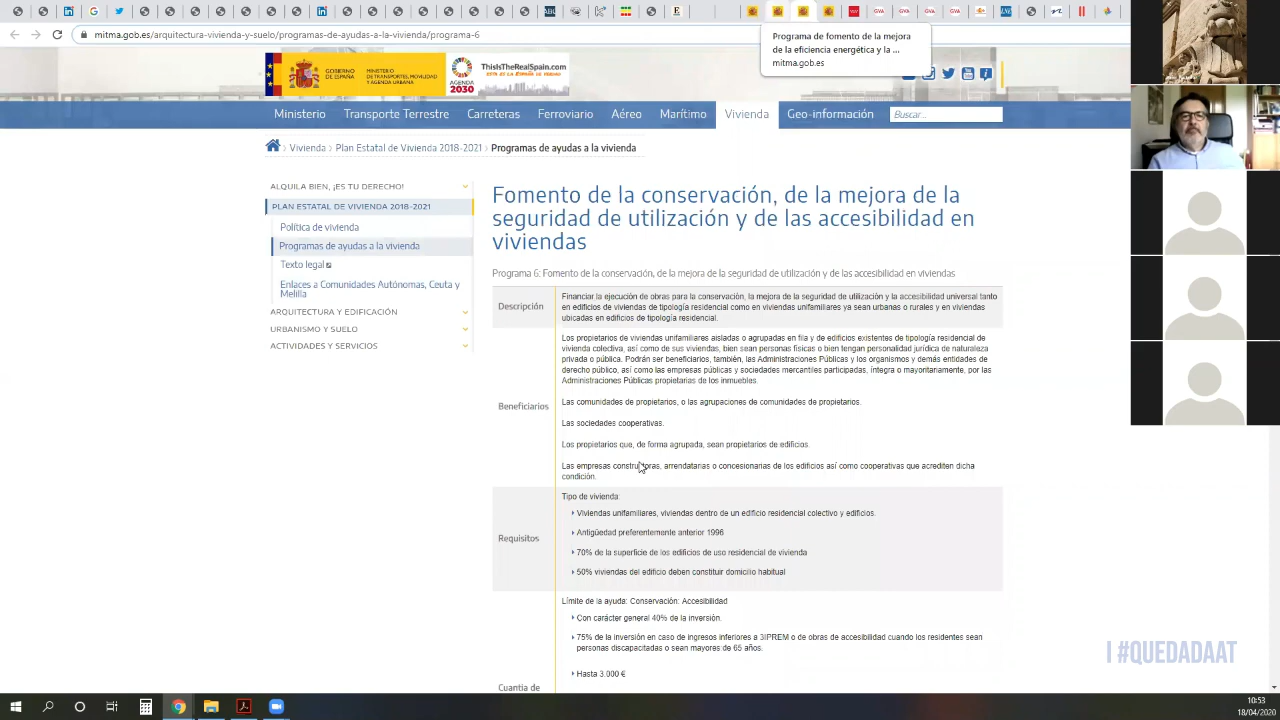 mitma.gob.es/arquitectura-vivienda-y-suelo/programas-de-ayudas-a-la-vivienda/programa-6
Programa de fomento de la mejora
de la eficiencia energética y la ...
mitma.gob.es
GOBIERNO
DE ESPAÑA
MINISTERIO
DE TRANSPORTES, MOVILIDAD
Y AGENDA URBANA
AGENDA
2030
ThisIsTheRealSpain.com
Ministerio
Transporte Terrestre
Carreteras
Ferroviario
Aéreo
Marítimo
Vivienda
Geo-información
Buscar...
Vivienda
Plan Estatal de Vivienda 2018-2021
Programas de ayudas a la vivienda
ALQUILA BIEN, ¡ES TU DERECHO!
PLAN ESTATAL DE VIVIENDA 2018-2021
Política de vivienda
Programas de ayudas a la vivienda
Texto legal
Enlaces a Comunidades Autónomas, Ceuta y
Melilla
ARQUITECTURA Y EDIFICACIÓN
URBANISMO Y SUELO
ACTIVIDADES Y SERVICIOS
Fomento de la conservación, de la mejora de la
seguridad de utilización y de las accesibilidad en
viviendas
Programa 6: Fomento de la conservación, de la mejora de la seguridad de utilización y de las accesibilidad en viviendas
Descripción
Financiar la ejecución de obras para la conservación, la mejora de la seguridad de utilización y la accesibilidad universal tanto
en edificios de viviendas de tipología residencial como en viviendas unifamiliares ya sean urbanas o rurales y en viviendas
ubicadas en edificios de tipología residencial.
Beneficiarios
Los propietarios de viviendas unifamiliares aisladas o agrupadas en fila y de edificios existentes de tipología residencial de
vivienda colectiva, así como de sus viviendas, bien sean personas físicas o bien tengan personalidad jurídica de naturaleza
privada o pública. Podrán ser beneficiarios, también, las Administraciones Públicas y los organismos y demás entidades de
derecho público, así como las empresas públicas y sociedades mercantiles participadas, íntegra o mayoritariamente, por las
Administraciones Públicas propietarias de los inmuebles.
Las comunidades de propietarios, o las agrupaciones de comunidades de propietarios.
Las sociedades cooperativas.
Los propietarios que, de forma agrupada, sean propietarios de edificios.
Las empresas constructoras, arrendatarias o concesionarias de los edificios así como cooperativas que acrediten dicha
condición.
Requisitos
Tipo de vivienda:
Viviendas unifamiliares, viviendas dentro de un edificio residencial colectivo y edificios.
Antigüedad preferentemente anterior 1996
70% de la superficie de los edificios de uso residencial de vivienda
50% viviendas del edificio deben constituir domicilio habitual
Límite de la ayuda: Conservación: Accesibilidad
Con carácter general 40% de la inversión.
75% de la inversión en caso de ingresos inferiores a 3IPREM o de obras de accesibilidad cuando los residentes sean
personas discapacitadas o sean mayores de 65 años.
Hasta 3.000 €
Cuantía de
I #QUEDADAAT
10:53
18/04/2020